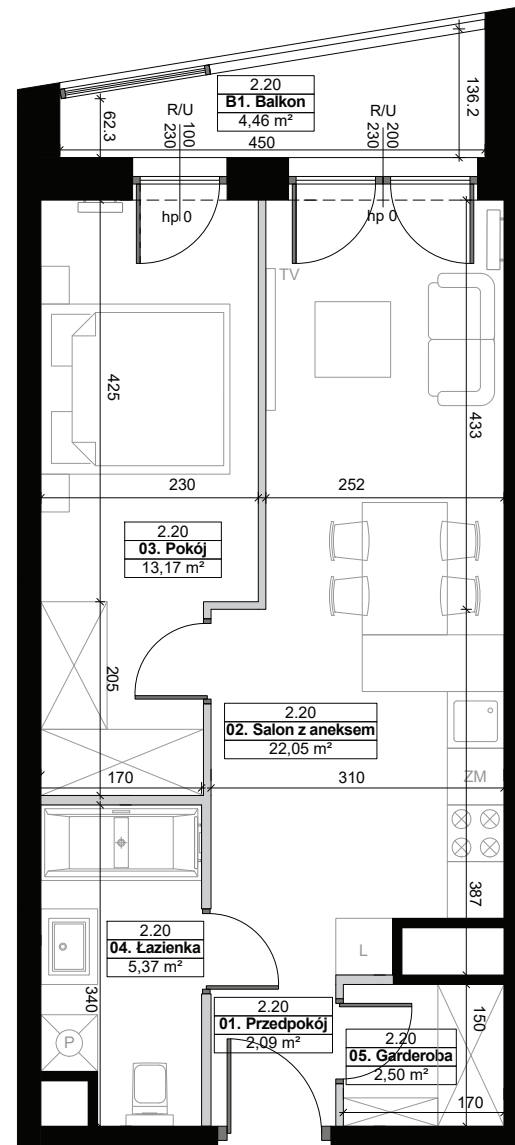 2.20
B1. Balkon
4,46 m²
136.2
62.3
R/U
100
230
450
R/U
200
230
hp 0
hp 0
TV
425
433
230
252
2.20
03. Pokój
13,17 m²
205
2.20
02. Salon z aneksem
22,05 m²
170
310
ZM
387
2.20
04. Łazienka
5,37 m²
L
340
2.20
01. Przedpokój
2,09 m²
150
P
2.20
05. Garderoba
2,50 m²
170